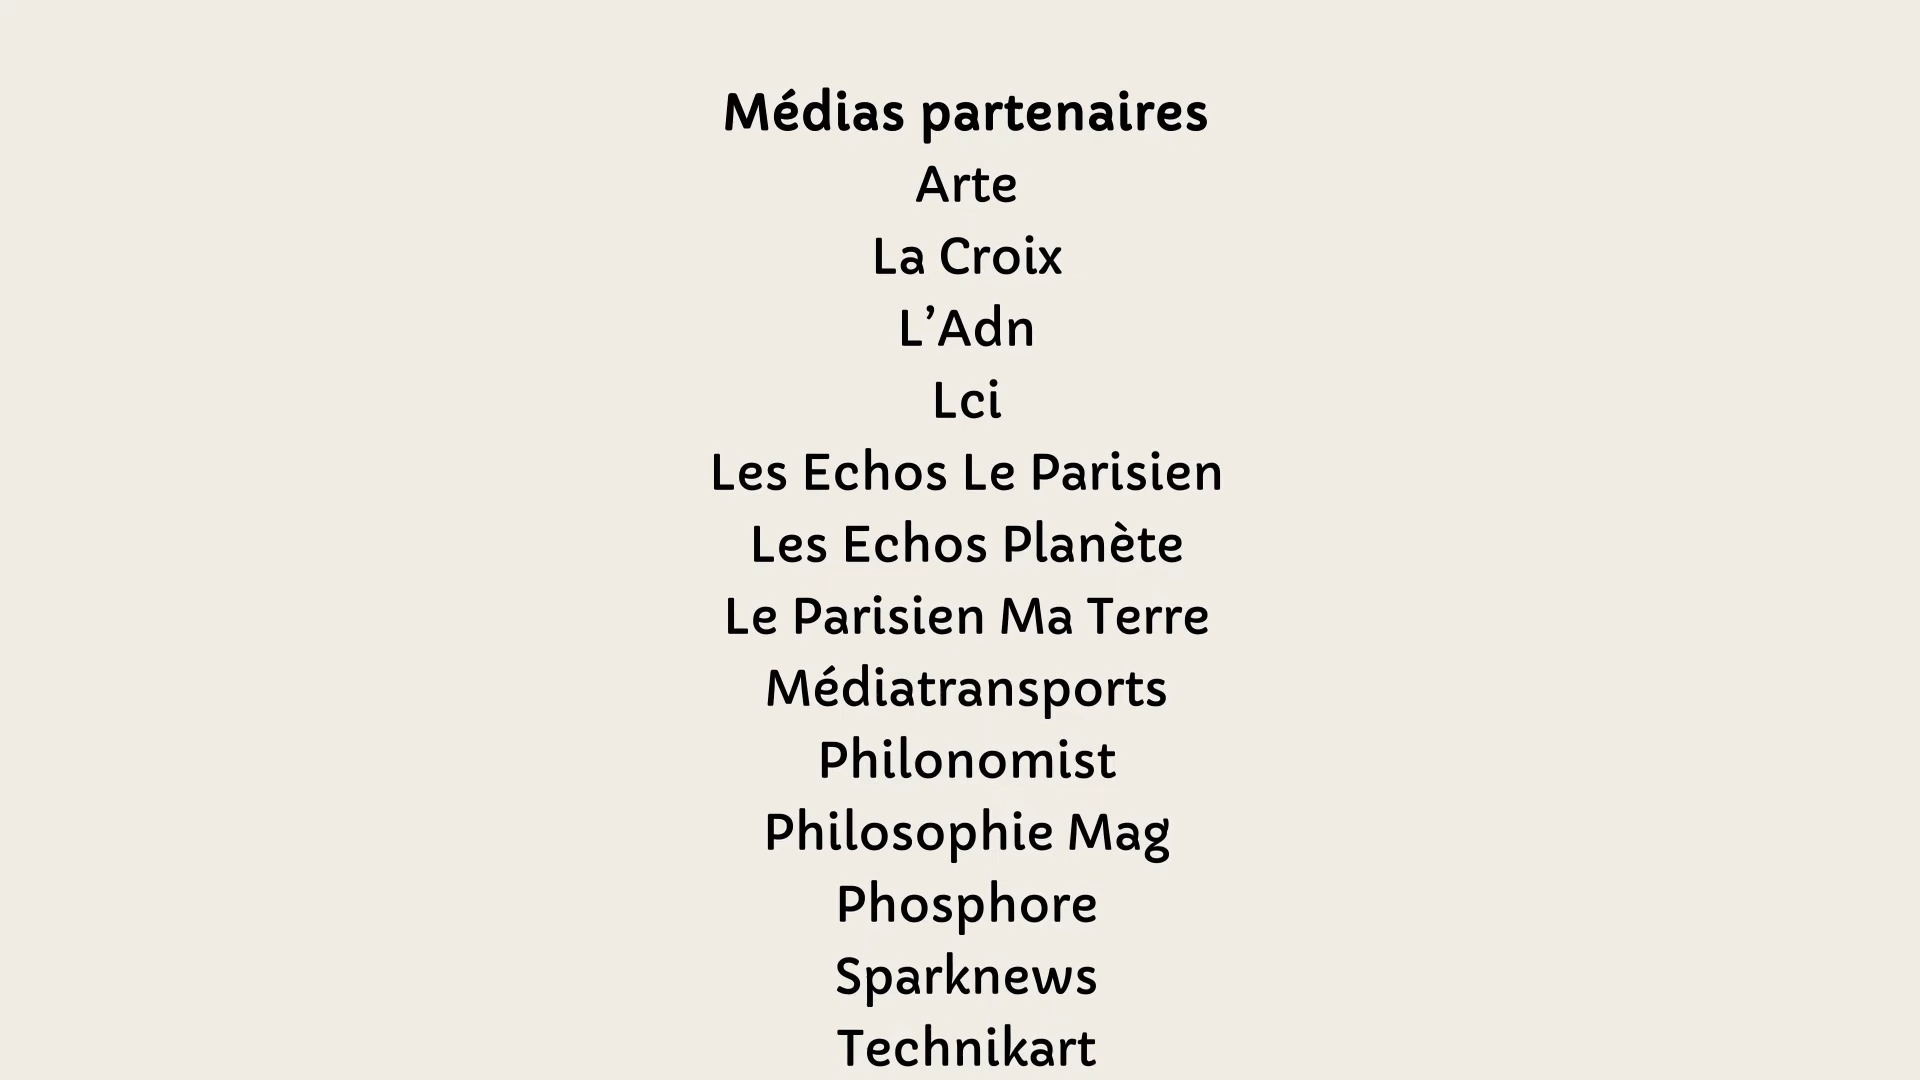 Médias partenaires
Arte
La Croix
L’Adn
Lci
Les Echos Le Parisien
Les Echos Planète
Le Parisien Ma Terre
Médiatransports
Philonomist
Philosophie Mag
Phosphore
Sparknews
Technikart